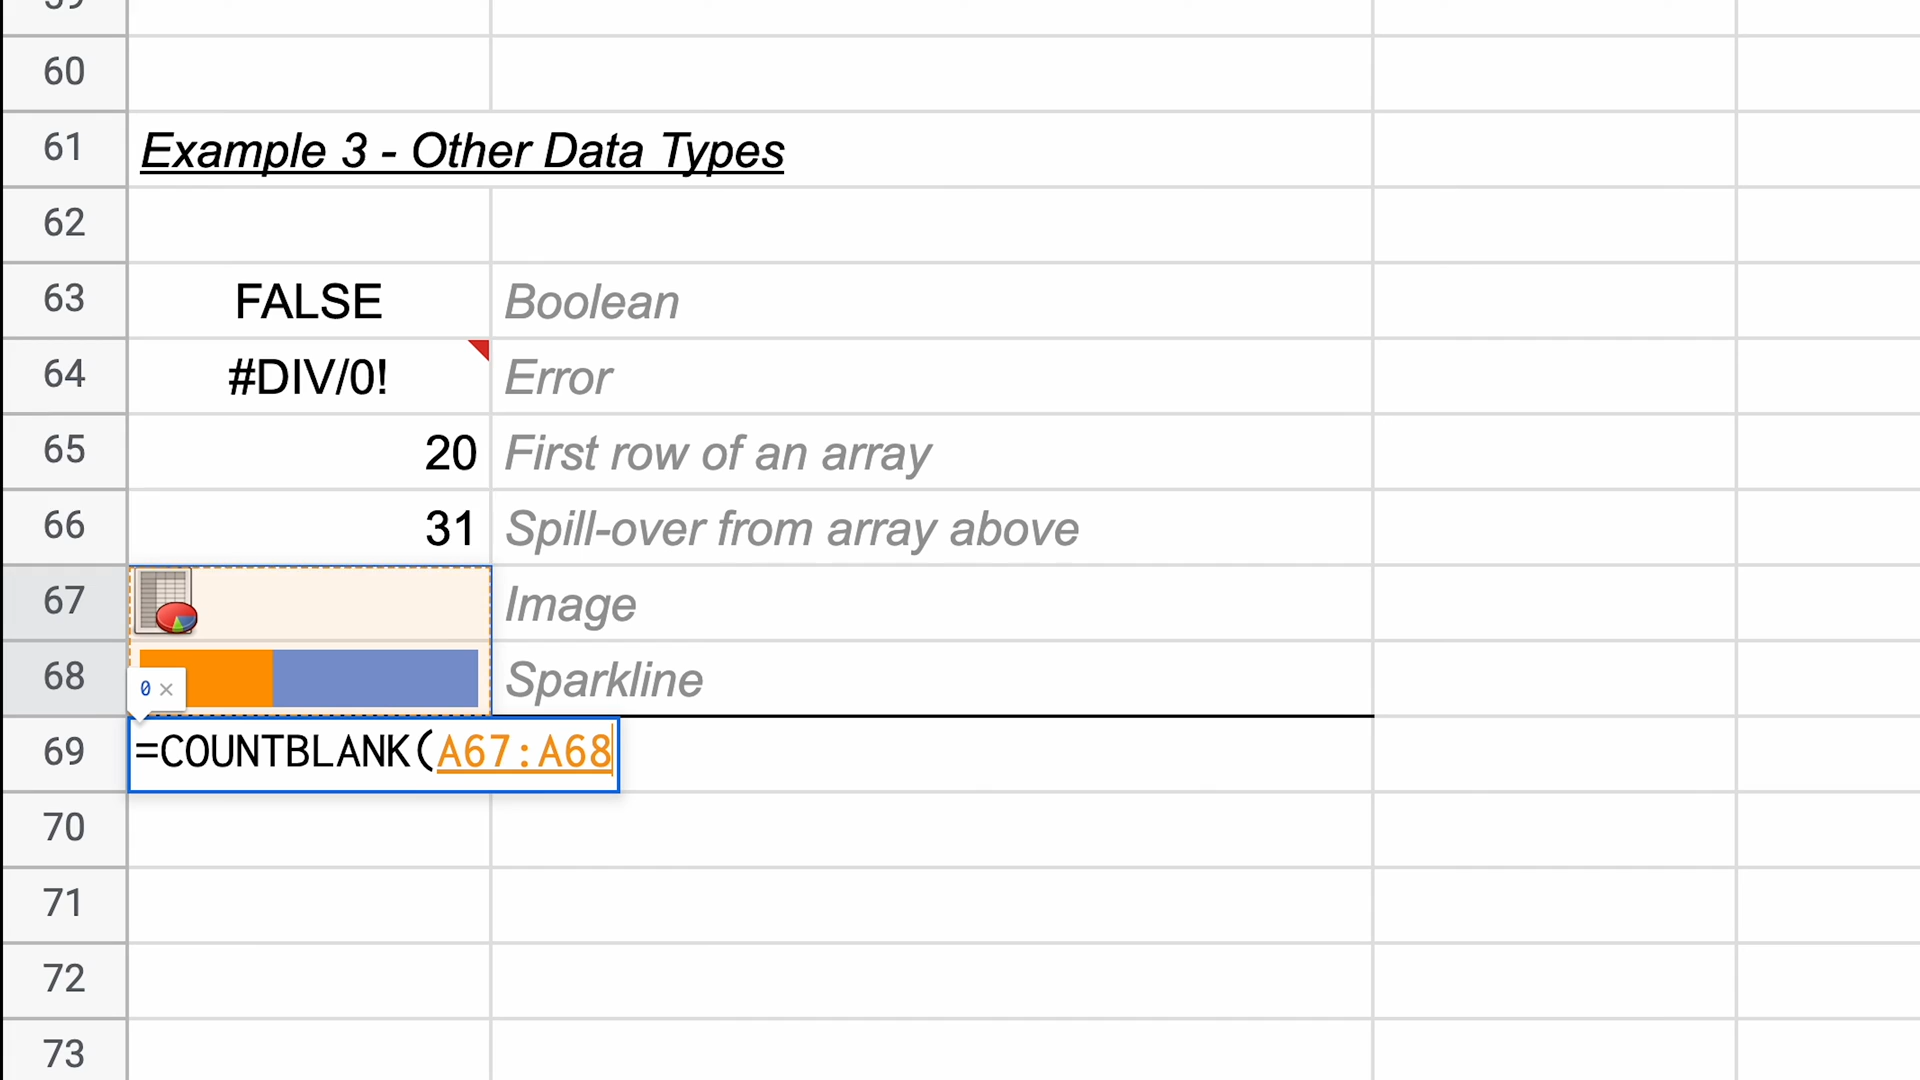 59
60
61 Example 3 - Other Data Types
62
63 FALSE Boolean
64 #DIV/0! Error
65 20 First row of an array
66 31 Spill-over from array above
67 Image
68 Sparkline
0 ×
69 =COUNTBLANK(A67:A68
70
71
72
73